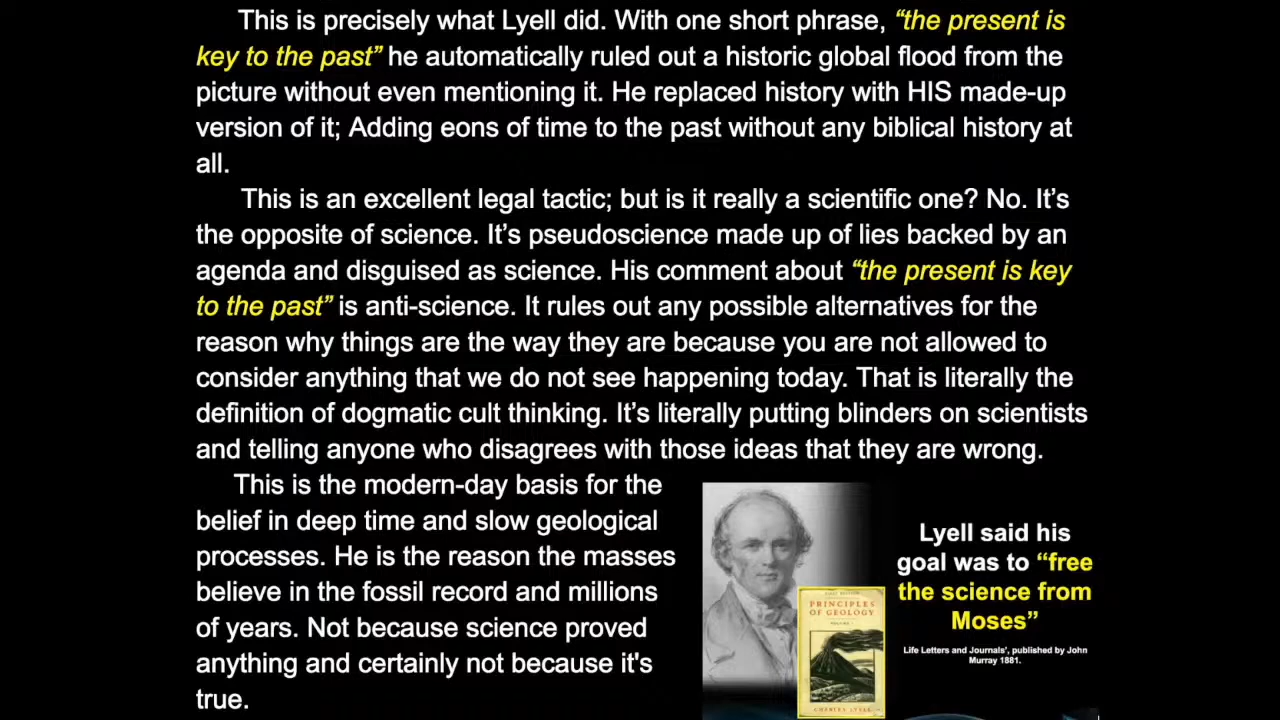 This is precisely what Lyell did. With one short phrase, “the present is
key to the past” he automatically ruled out a historic global flood from the
picture without even mentioning it. He replaced history with HIS made-up
version of it; Adding eons of time to the past without any biblical history at
all.
This is an excellent legal tactic; but is it really a scientific one? No. It’s
the opposite of science. It’s pseudoscience made up of lies backed by an
agenda and disguised as science. His comment about “the present is key
to the past” is anti-science. It rules out any possible alternatives for the
reason why things are the way they are because you are not allowed to
consider anything that we do not see happening today. That is literally the
definition of dogmatic cult thinking. It’s literally putting blinders on scientists
and telling anyone who disagrees with those ideas that they are wrong.
This is the modern-day basis for the
belief in deep time and slow geological
processes. He is the reason the masses
believe in the fossil record and millions
of years. Not because science proved
anything and certainly not because it's
true.
Lyell said his
goal was to “free
the science from
Moses”
Life Letters and Journals’, published by John
Murray 1881.
PRINCIPLES
OF GEOLOGY
CHARLES LYELL